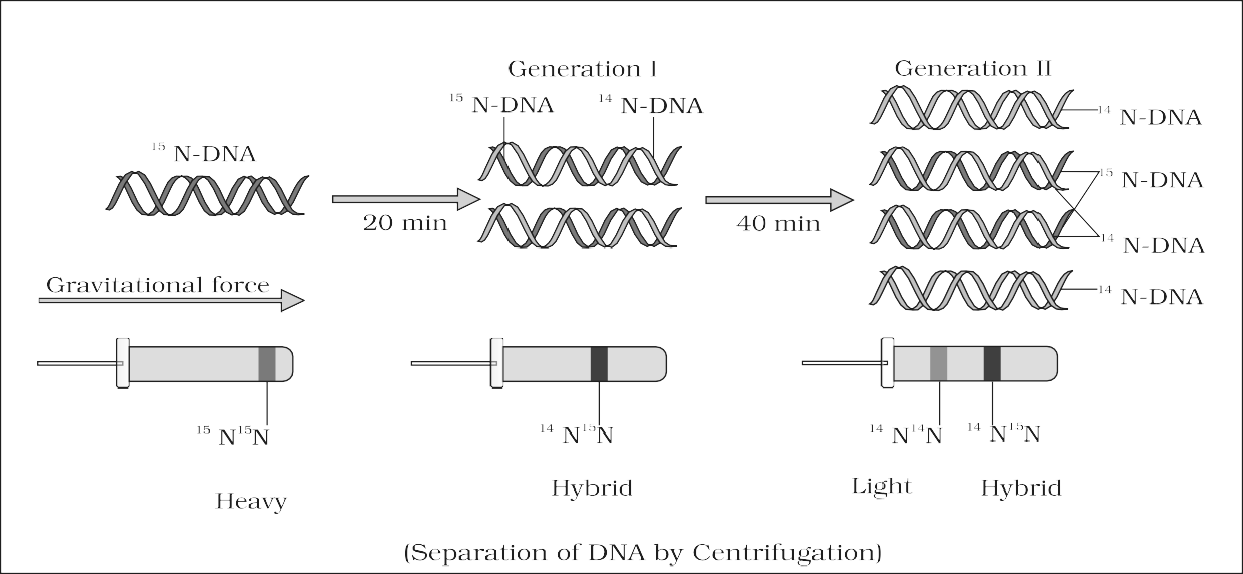 Generation I
Generation II
15 N-DNA
14 N-DNA
14 N-DNA
15 N-DNA
15 N-DNA
20 min
40 min
14 N-DNA
14 N-DNA
Gravitational force
15 N15N
14 N15N
14 N14N
14 N15N
Heavy
Hybrid
Light
Hybrid
(Separation of DNA by Centrifugation)